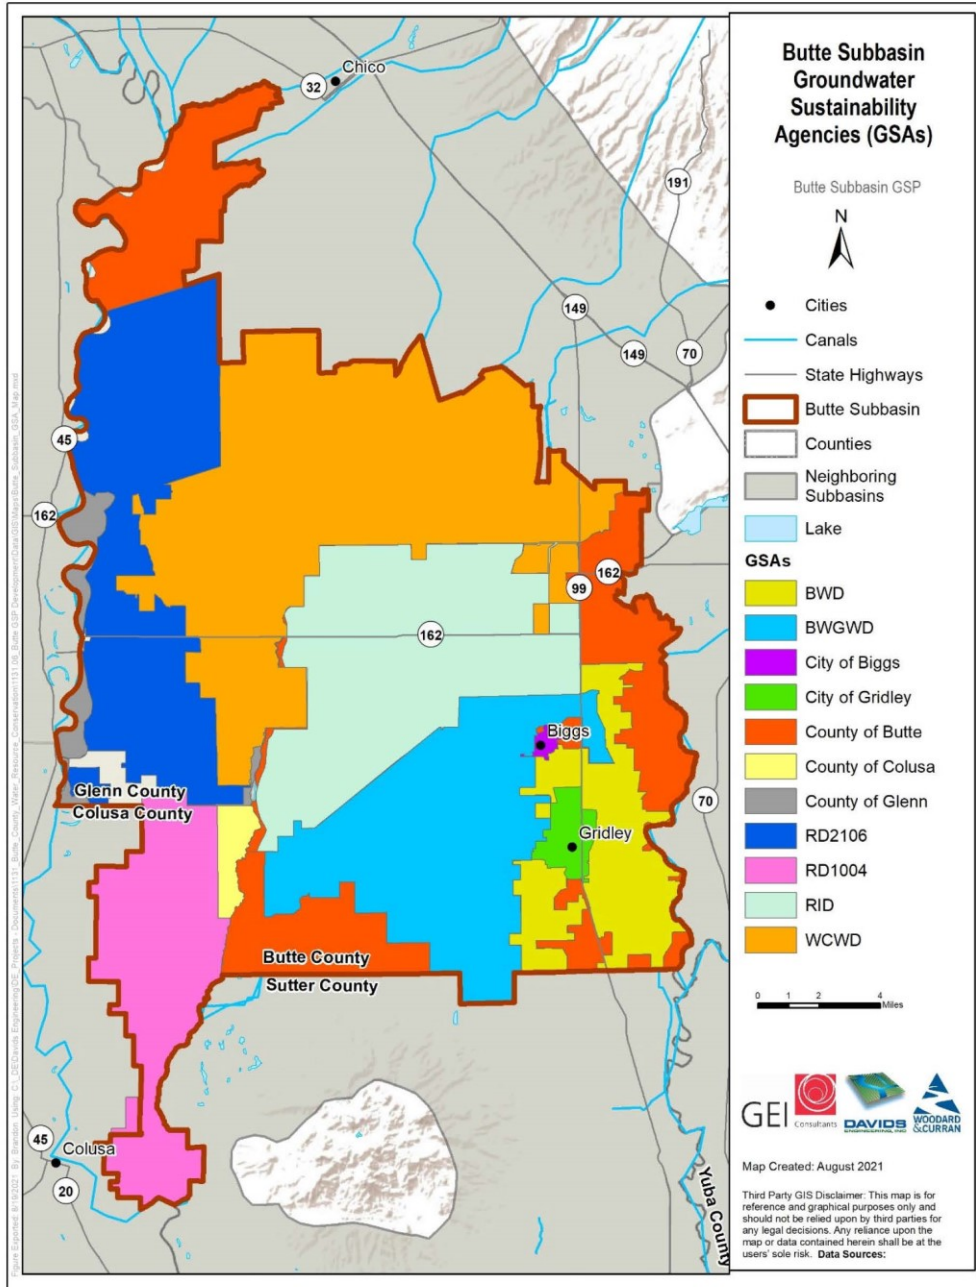 Butte Subbasin
Groundwater
Sustainability
Agencies (GSAs)
Butte Subbasin GSP
N
Cities
Canals
State Highways
Butte Subbasin
Counties
Neighboring
Subbasins
Lake
GSAs
BWD
BWGWD
City of Biggs
City of Gridley
County of Butte
County of Colusa
County of Glenn
RD2106
RD1004
RID
WCWD
0 1 2 4
Miles
GEI
Consultants
DAVIDS
ENGINEERING, INC
WOODARD
&CURRAN
Map Created: August 2021
Third Party GIS Disclaimer: This map is for
reference and graphical purposes only and
should not be relied upon by third parties for
any legal decisions. Any reliance upon the
map or data contained herein shall be at the
users' sole risk. Data Sources:
Chico
32
191
149
149
70
45
162
162
99
162
Biggs
Glenn County
Colusa County
70
Gridley
Butte County
Sutter County
45
Colusa
20
Yuba County